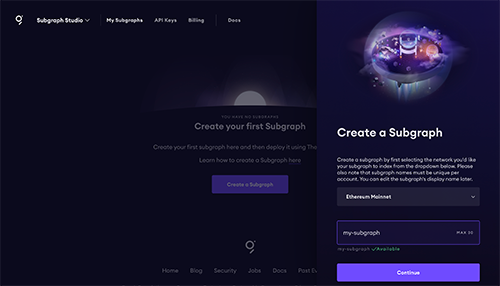 Subgraph Studio
My Subgraphs
API Keys
Billing
Docs
YOU HAVE NO SUBGRAPHS
Create your first Subgraph
Create your first subgraph here and then deploy it using The
Learn how to create a Subgraph here
Create a Subgraph
Home
Blog
Security
Jobs
Docs
Post
Create a Subgraph
Create a subgraph by first selecting the network you'd like
your subgraph to index from the dropdown below. Please
also note that subgraph names must be unique per
account. You can edit the subgraph's display name later.
Ethereum Mainnet
my-subgraph
MAX 30
my-subgraph ✓Available
Continue